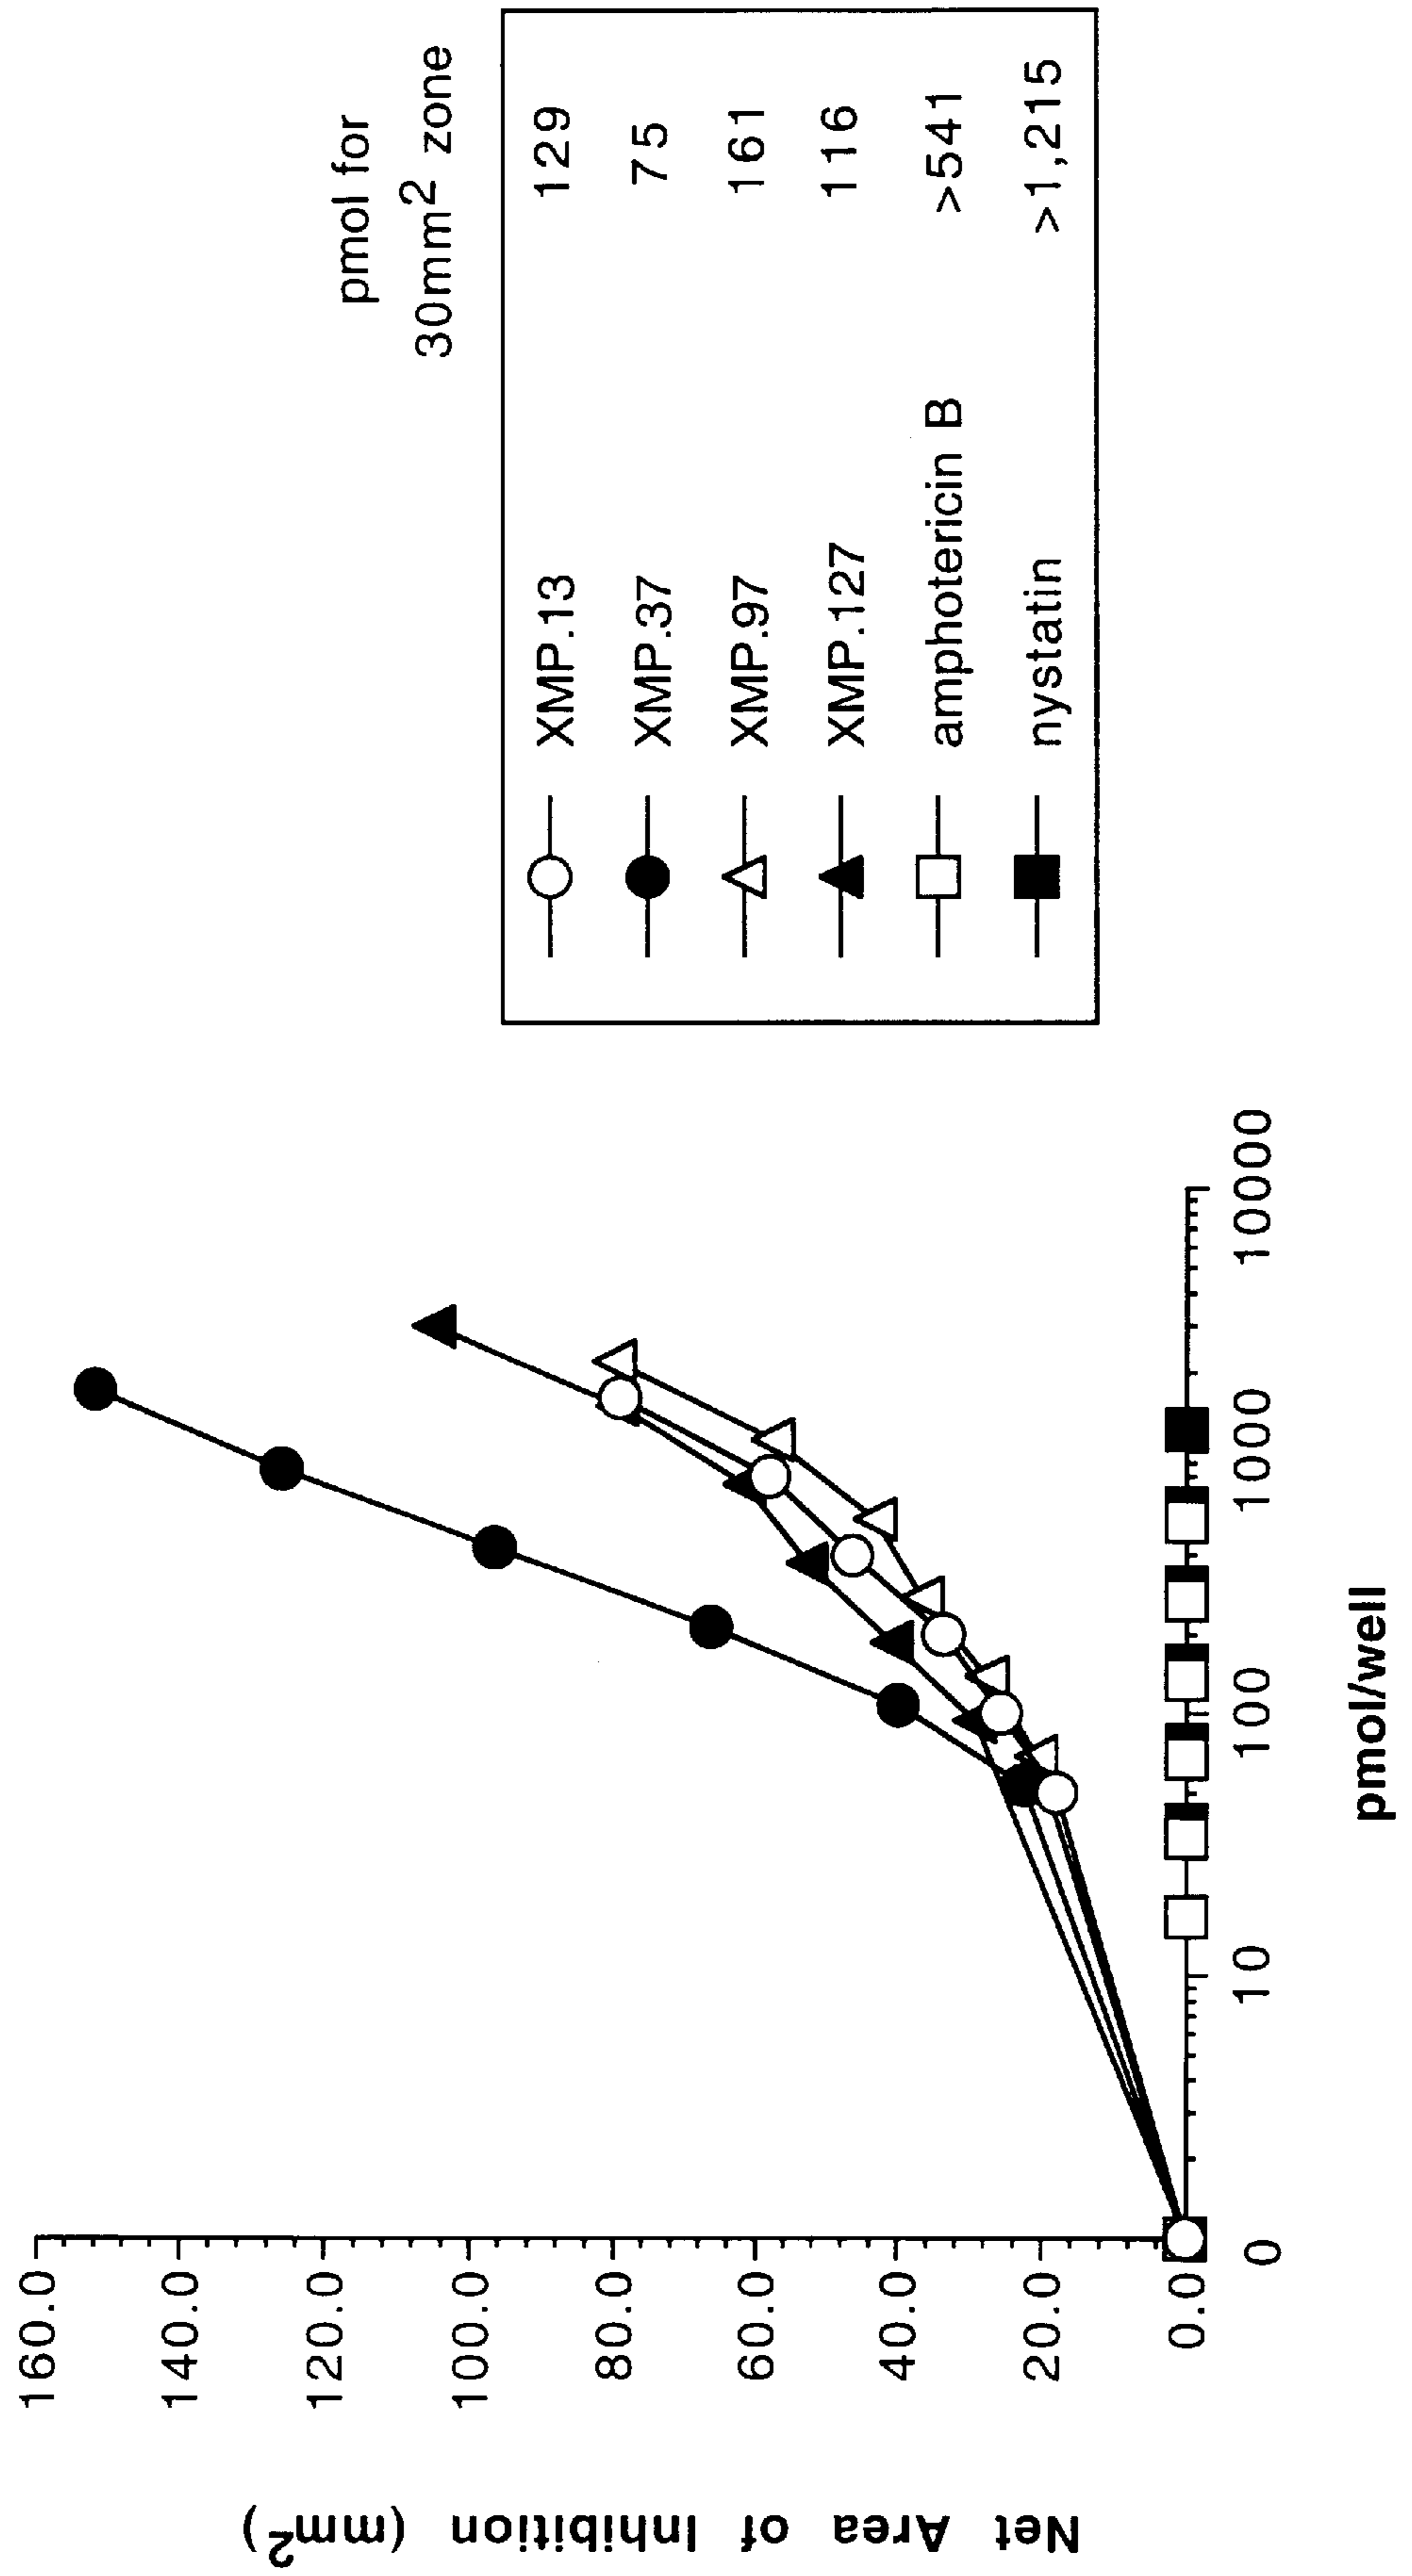 Net Area of Inhibition (mm²)
160.0
140.0
120.0
100.0
80.0
60.0
40.0
20.0
0.0
0
10
100
1000
10000
pmol/well
pmol for
30mm² zone
XMP.13 129
XMP.37 75
XMP.97 161
XMP.127 116
amphotericin B >541
nystatin >1,215